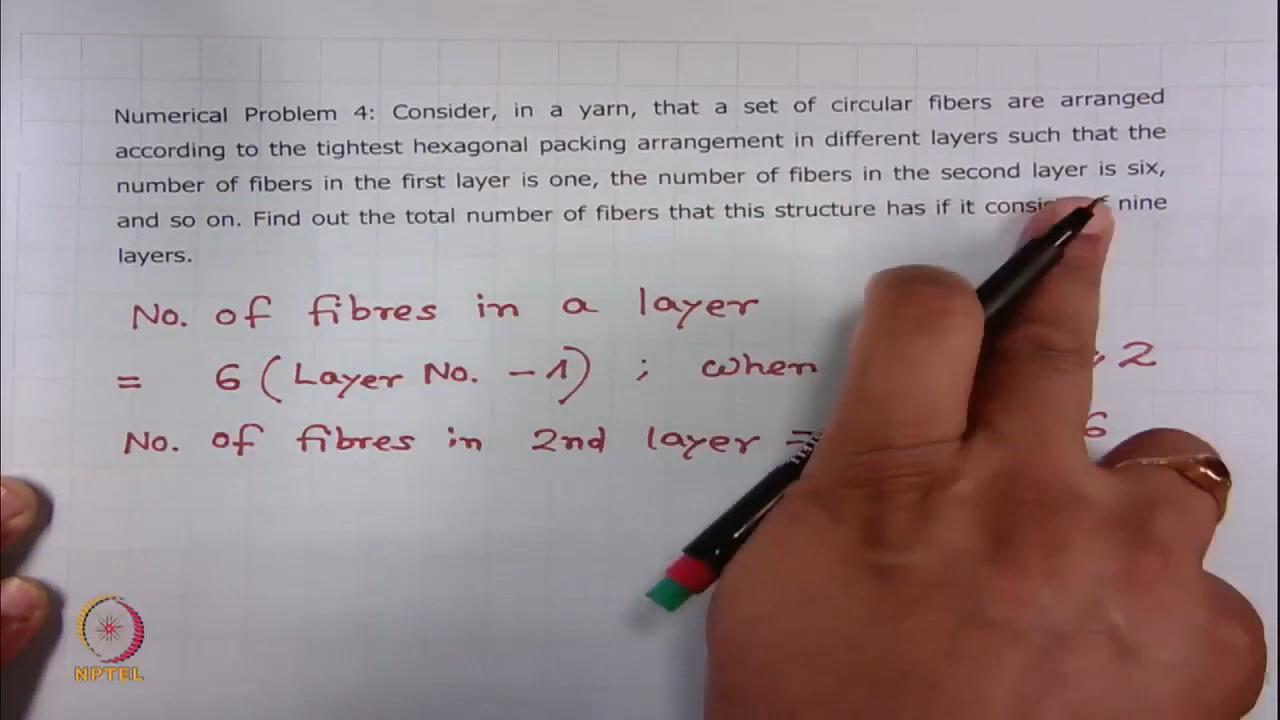 Numerical Problem 4: Consider, in a yarn, that a set of circular fibers are arranged
according to the tightest hexagonal packing arrangement in different layers such that the
number of fibers in the first layer is one, the number of fibers in the second layer is six,
and so on. Find out the total number of fibers that this structure has if it nine
layers.
No. of fibres in a layer
= 6 (Layer No. - 1) ; when 2
No. of fibres in 2nd layer = 6
NPTEL